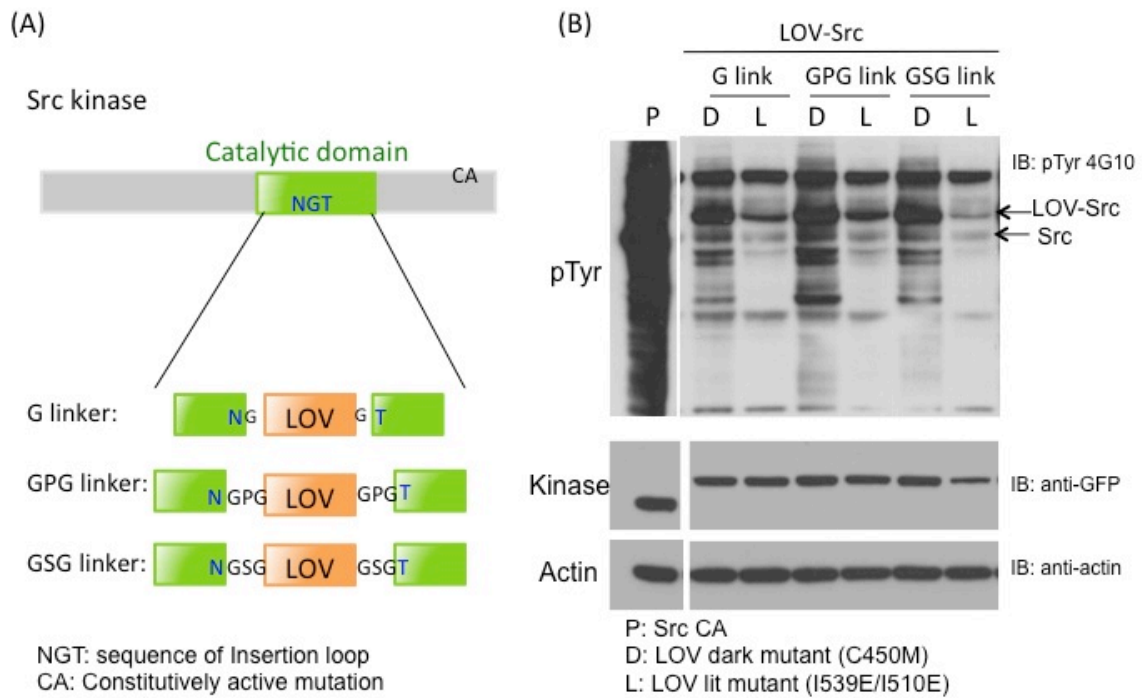 (A)
Src kinase
Catalytic domain
CA
NGT
G linker:
N G LOV G T
GPG linker:
N GPG LOV GPG T
GSG linker:
N GSG LOV GSG T
NGT: sequence of Insertion loop
CA: Constitutively active mutation
(B)
LOV-Src
G link GPG link GSG link
P D L D L D L
IB: pTyr 4G10
LOV-Src
Src
pTyr
Kinase
IB: anti-GFP
Actin
IB: anti-actin
P: Src CA
D: LOV dark mutant (C450M)
L: LOV lit mutant (I539E/I510E)